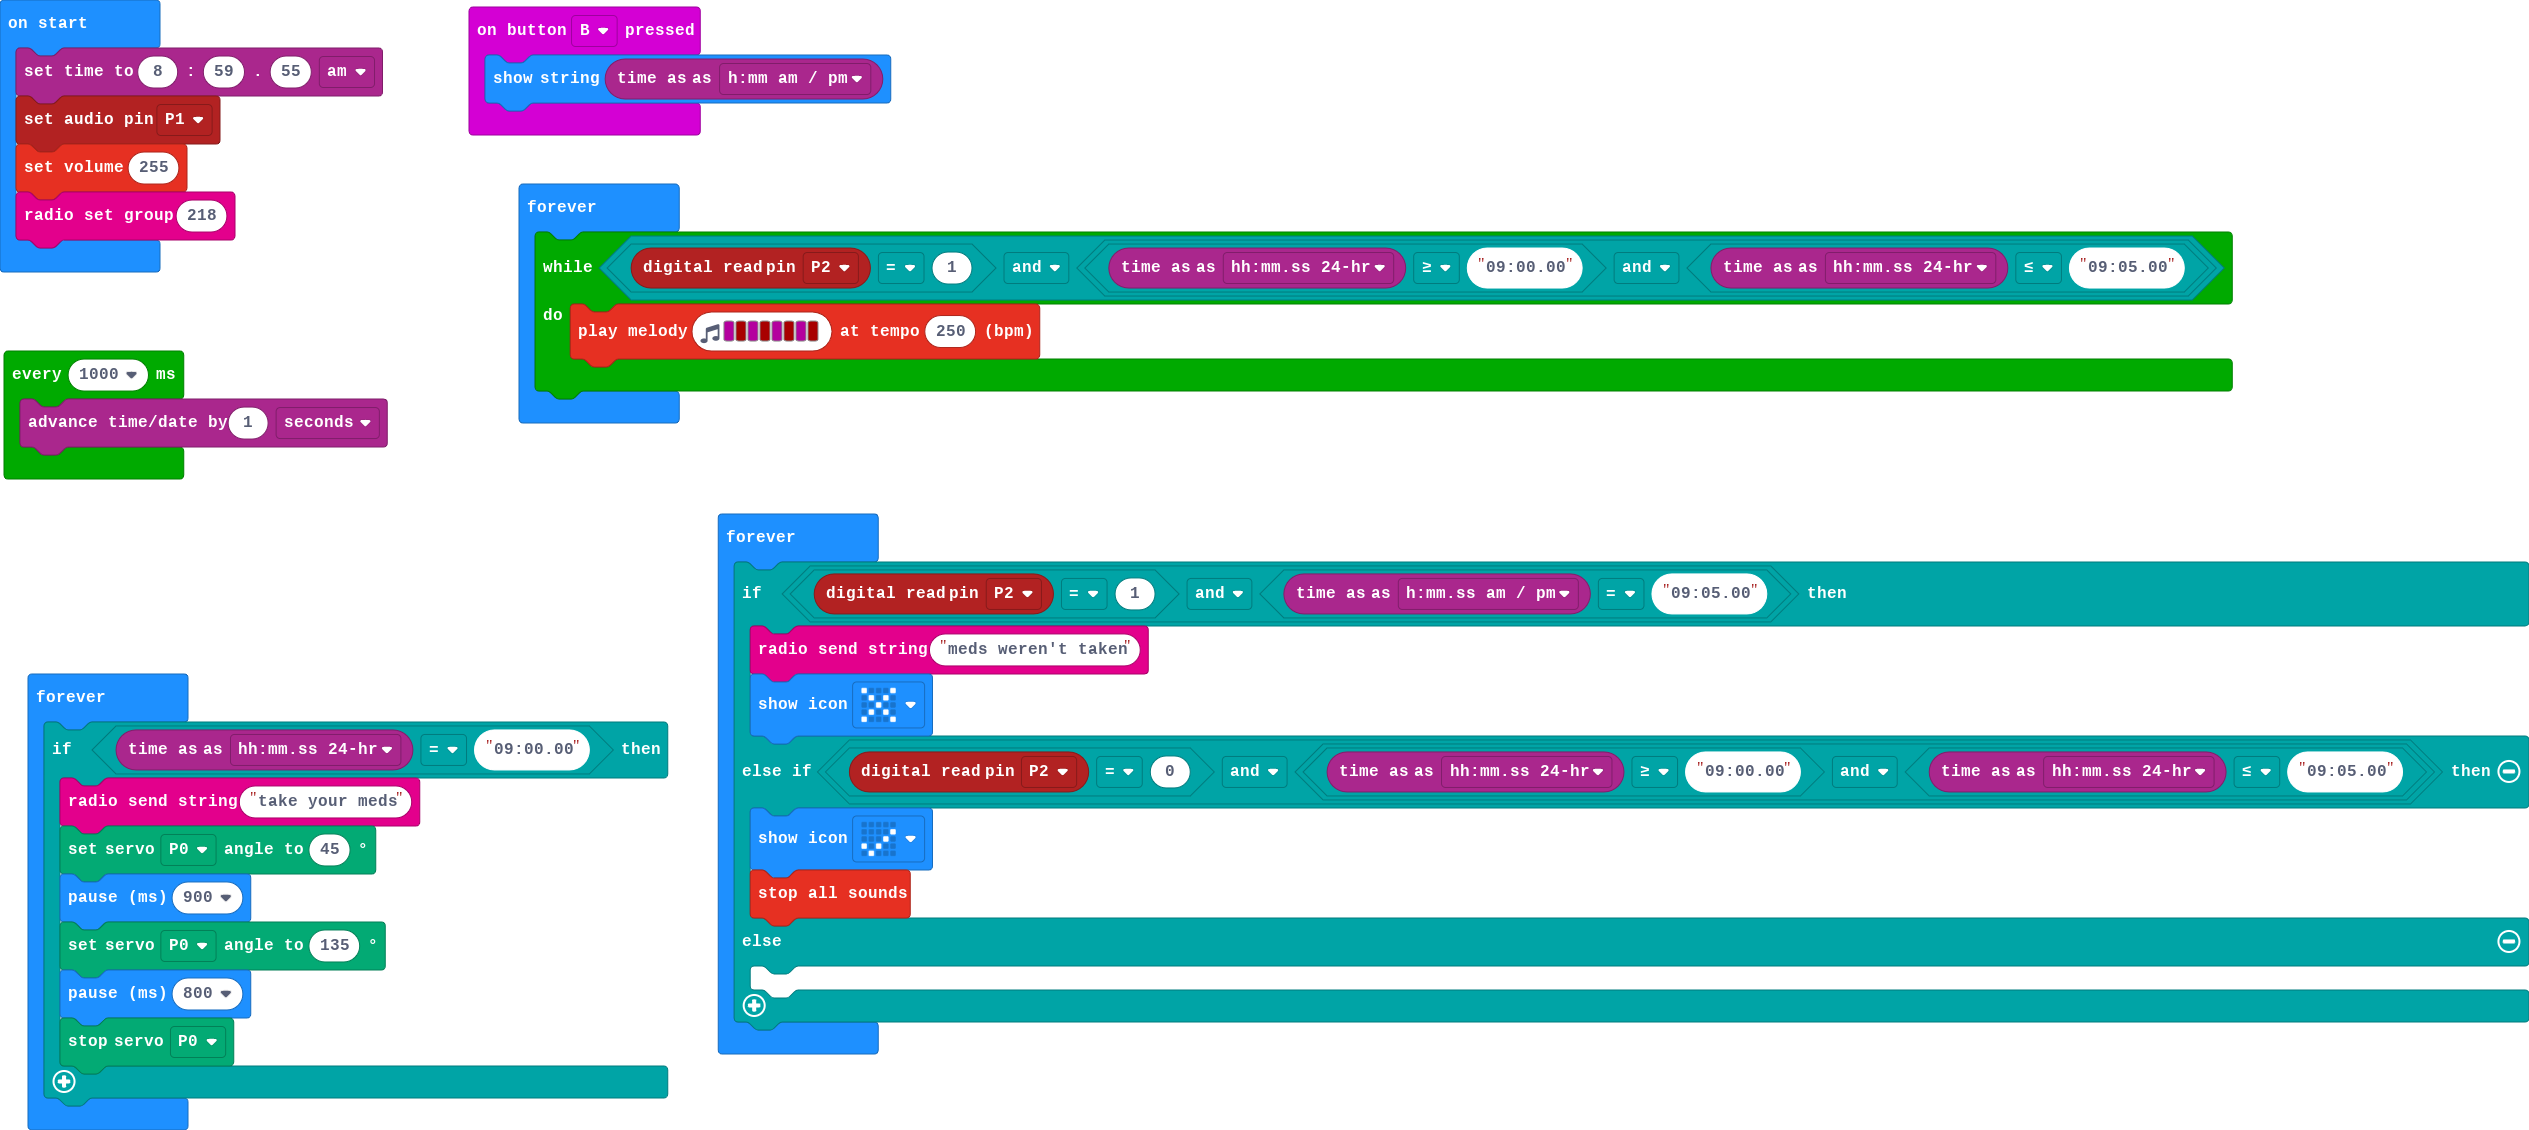 on start
set time to 8 : 59 . 55 am
set audio pin P1
set volume 255
radio set group 218
on button B pressed
show string time as as h:mm am / pm
forever
while digital read pin P2 = 1 and time as as hh:mm.ss 24-hr ≥ "09:00.00" and time as as hh:mm.ss 24-hr ≤ "09:05.00"
do play melody at tempo 250 (bpm)
every 1000 ms
advance time/date by 1 seconds
forever
if digital read pin P2 = 1 and time as as h:mm.ss am / pm = "09:05.00" then
radio send string "meds weren't taken"
show icon
else if digital read pin P2 = 0 and time as as hh:mm.ss 24-hr ≥ "09:00.00" and time as as hh:mm.ss 24-hr ≤ "09:05.00" then
show icon
stop all sounds
else
forever
if time as as hh:mm.ss 24-hr = "09:00.00" then
radio send string "take your meds"
set servo P0 angle to 45 °
pause (ms) 900
set servo P0 angle to 135 °
pause (ms) 800
stop servo P0